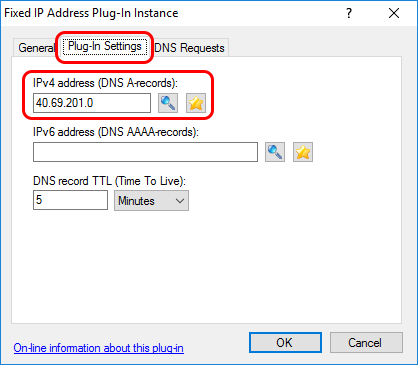 Fixed IP Address Plug-In Instance
?
General Plug-In Settings DNS Requests
IPv4 address (DNS A-records):
40.69.201.0
IPv6 address (DNS AAAA-records):
DNS record TTL (Time To Live):
5 Minutes
On-line information about this plug-in
OK Cancel